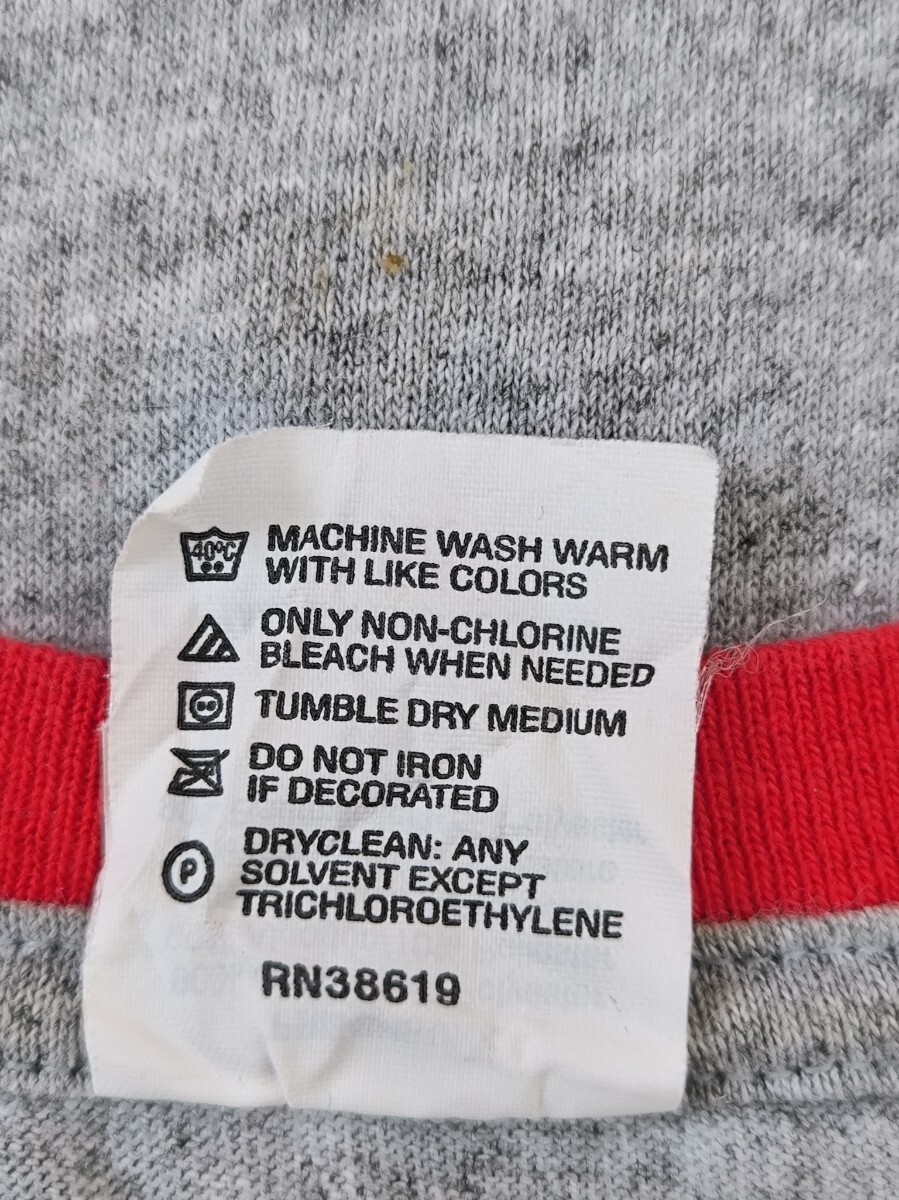 40°C MACHINE WASH WARM
WITH LIKE COLORS
ONLY NON-CHLORINE
BLEACH WHEN NEEDED
TUMBLE DRY MEDIUM
DO NOT IRON
IF DECORATED
P DRYCLEAN: ANY
SOLVENT EXCEPT
TRICHLOROETHYLENE
RN38619